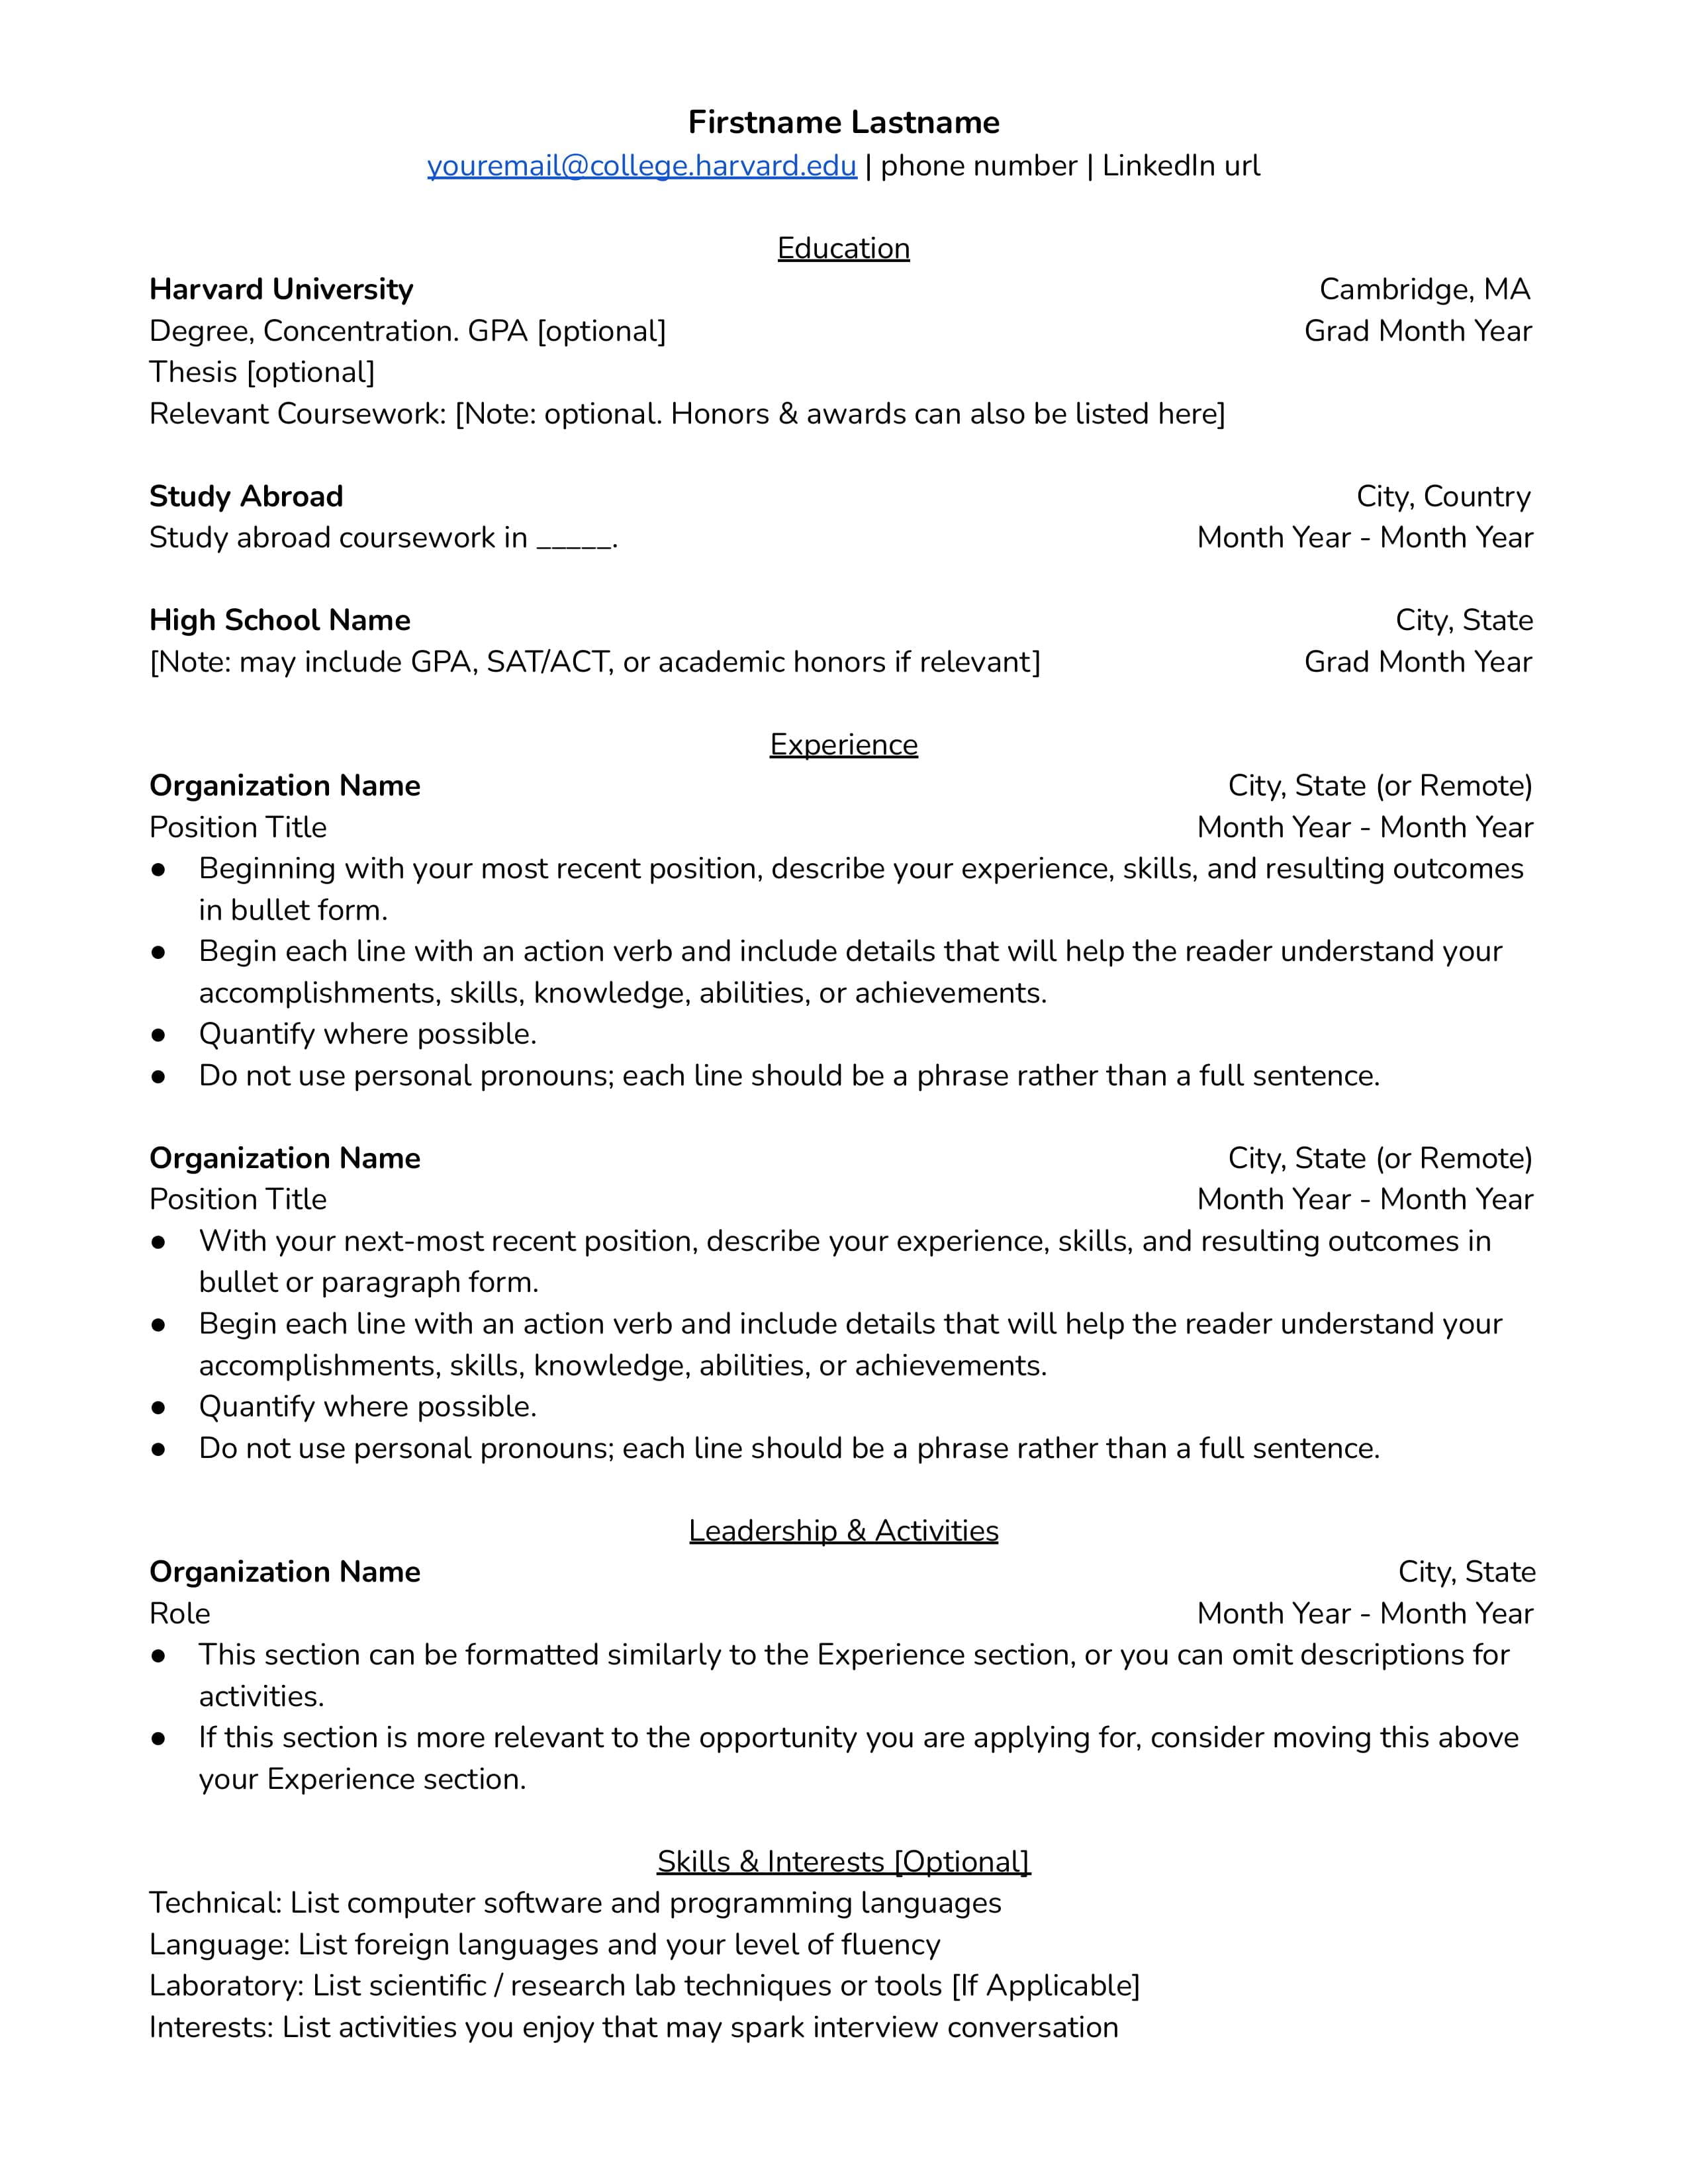 Firstname Lastname
youremail@college.harvard.edu | phone number | LinkedIn url
Education
Harvard University Cambridge, MA
Degree, Concentration. GPA [optional] Grad Month Year
Thesis [optional]
Relevant Coursework: [Note: optional. Honors & awards can also be listed here]
Study Abroad City, Country
Study abroad coursework in _____. Month Year - Month Year
High School Name City, State
[Note: may include GPA, SAT/ACT, or academic honors if relevant] Grad Month Year
Experience
Organization Name City, State (or Remote)
Position Title Month Year - Month Year
● Beginning with your most recent position, describe your experience, skills, and resulting outcomes
in bullet form.
● Begin each line with an action verb and include details that will help the reader understand your
accomplishments, skills, knowledge, abilities, or achievements.
● Quantify where possible.
● Do not use personal pronouns; each line should be a phrase rather than a full sentence.
Organization Name City, State (or Remote)
Position Title Month Year - Month Year
● With your next-most recent position, describe your experience, skills, and resulting outcomes in
bullet or paragraph form.
● Begin each line with an action verb and include details that will help the reader understand your
accomplishments, skills, knowledge, abilities, or achievements.
● Quantify where possible.
● Do not use personal pronouns; each line should be a phrase rather than a full sentence.
Leadership & Activities
Organization Name City, State
Role Month Year - Month Year
● This section can be formatted similarly to the Experience section, or you can omit descriptions for
activities.
● If this section is more relevant to the opportunity you are applying for, consider moving this above
your Experience section.
Skills & Interests [Optional]
Technical: List computer software and programming languages
Language: List foreign languages and your level of fluency
Laboratory: List scientific / research lab techniques or tools [If Applicable]
Interests: List activities you enjoy that may spark interview conversation